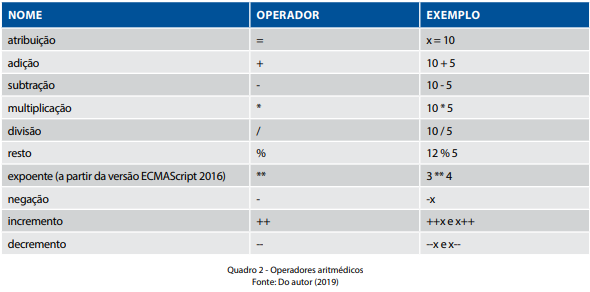 NOME OPERADOR EXEMPLO
atribuição = x = 10
adição + 10 + 5
subtração - 10 - 5
multiplicação * 10 * 5
divisão / 10 / 5
resto % 12 % 5
expoente (a partir da versão ECMAScript 2016) ** 3 ** 4
negação - -x
incremento ++ ++x e x++
decremento -- --x e x--
Quadro 2 - Operadores aritmédicos
Fonte: Do autor (2019)